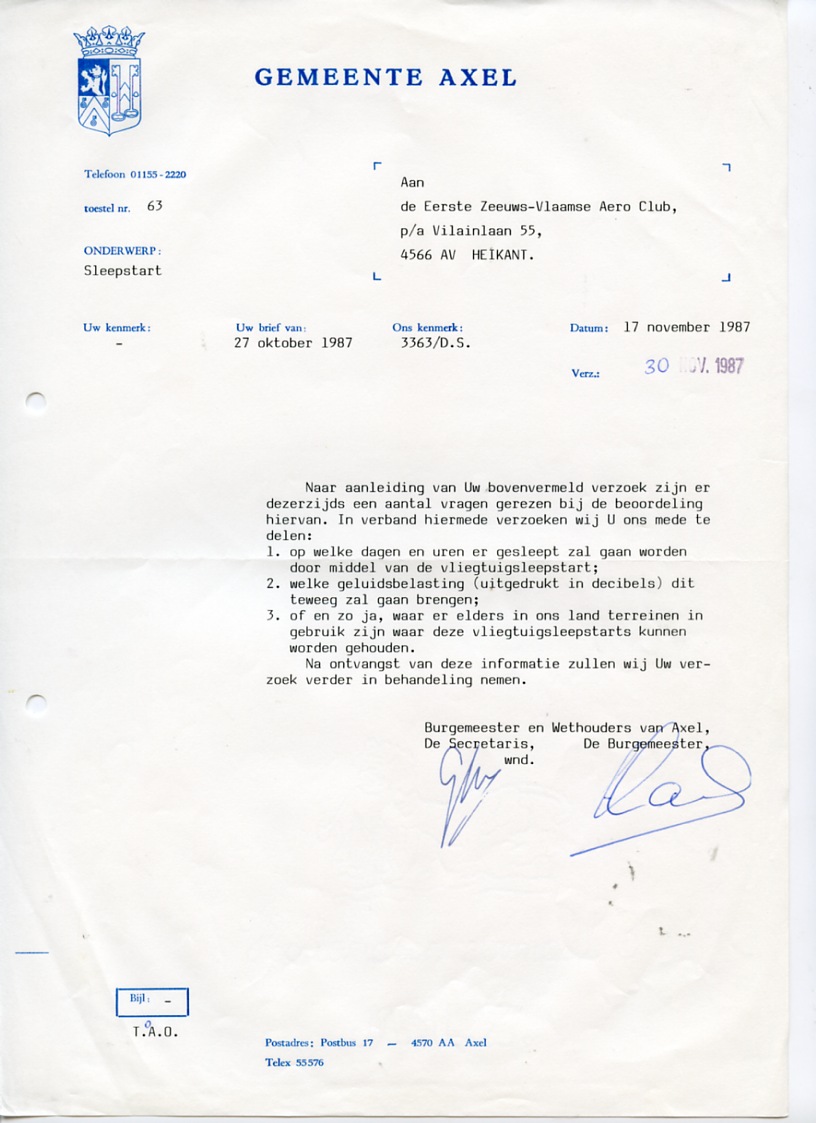 GEMEENTE AXEL
Telefoon 01155-2220
toestel nr. 63
ONDERWERP:
Sleepstart
Aan
de Eerste Zeeuws-Vlaamse Aero Club,
p/a Vilainlaan 55,
4566 AV HEIKANT.
Uw kenmerk: Uw brief van: Ons kenmerk: Datum: 17 november 1987
- 27 oktober 1987 3363/D.S.
Verz.: 30 NOV. 1987
Naar aanleiding van Uw bovenvermeld verzoek zijn er
dezerzijds een aantal vragen gerezen bij de beoordeling
hiervan. In verband hiermede verzoeken wij U ons mede te
delen:
1. op welke dagen en uren er gesleept zal gaan worden
door middel van de vliegtuigsleepstart;
2. welke geluidsbelasting (uitgedrukt in decibels) dit
teweeg zal gaan brengen;
3. of en zo ja, waar er elders in ons land terreinen in
gebruik zijn waar deze vliegtuigsleepstarts kunnen
worden gehouden.
Na ontvangst van deze informatie zullen wij Uw ver-
zoek verder in behandeling nemen.
Burgemeester en Wethouders van Axel,
De Secretaris, De Burgemeester,
wnd.
Bijl: -
T.A.O.
Postadres: Postbus 17 — 4570 AA Axel
Telex 55576